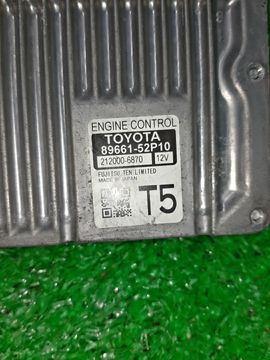 ENGINE CONTROL
TOYOTA
89661-52P10
212000-6870 12V
FUJITSU TEN LIMITED
MADE IN JAPAN
T5